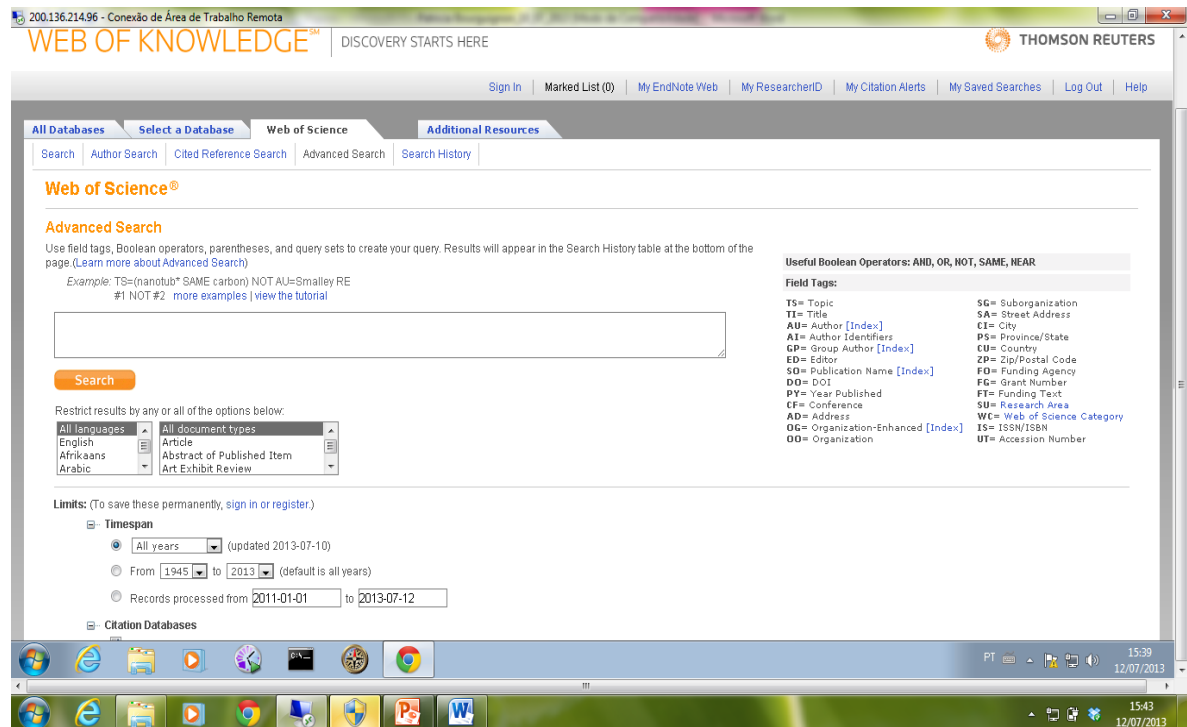 200.136.214.96 - Conexão de Área de Trabalho Remota
WEB OF KNOWLEDGE℠ DISCOVERY STARTS HERE
THOMSON REUTERS
Sign In Marked List (0) My EndNote Web My ResearcherID My Citation Alerts My Saved Searches Log Out Help
All Databases Select a Database Web of Science Additional Resources
Search Author Search Cited Reference Search Advanced Search Search History
Web of Science®
Advanced Search
Use field tags, Boolean operators, parentheses, and query sets to create your query. Results will appear in the Search History table at the bottom of the
page.(Learn more about Advanced Search)
Example: TS=(nanotub* SAME carbon) NOT AU=Smalley RE
#1 NOT #2 more examples | view the tutorial
Search
Restrict results by any or all of the options below:
All languages
English
Afrikaans
Arabic
All document types
Article
Abstract of Published Item
Art Exhibit Review
Useful Boolean Operators: AND, OR, NOT, SAME, NEAR
Field Tags:
TS= Topic
TI= Title
AU= Author [Index]
AI= Author Identifiers
GP= Group Author [Index]
ED= Editor
SO= Publication Name [Index]
DO= DOI
PY= Year Published
CF= Conference
AD= Address
OG= Organization-Enhanced [Index]
OO= Organization
SG= Suborganization
SA= Street Address
CI= City
PS= Province/State
CU= Country
ZP= Zip/Postal Code
FO= Funding Agency
FG= Grant Number
FT= Funding Text
SU= Research Area
WC= Web of Science Category
IS= ISSN/ISBN
UT= Accession Number
Limits: (To save these permanently, sign in or register.)
Timespan
All years (updated 2013-07-10)
From 1945 to 2013 (default is all years)
Records processed from 2011-01-01 to 2013-07-12
Citation Databases
PT 15:39
12/07/2013
15:43
12/07/2013